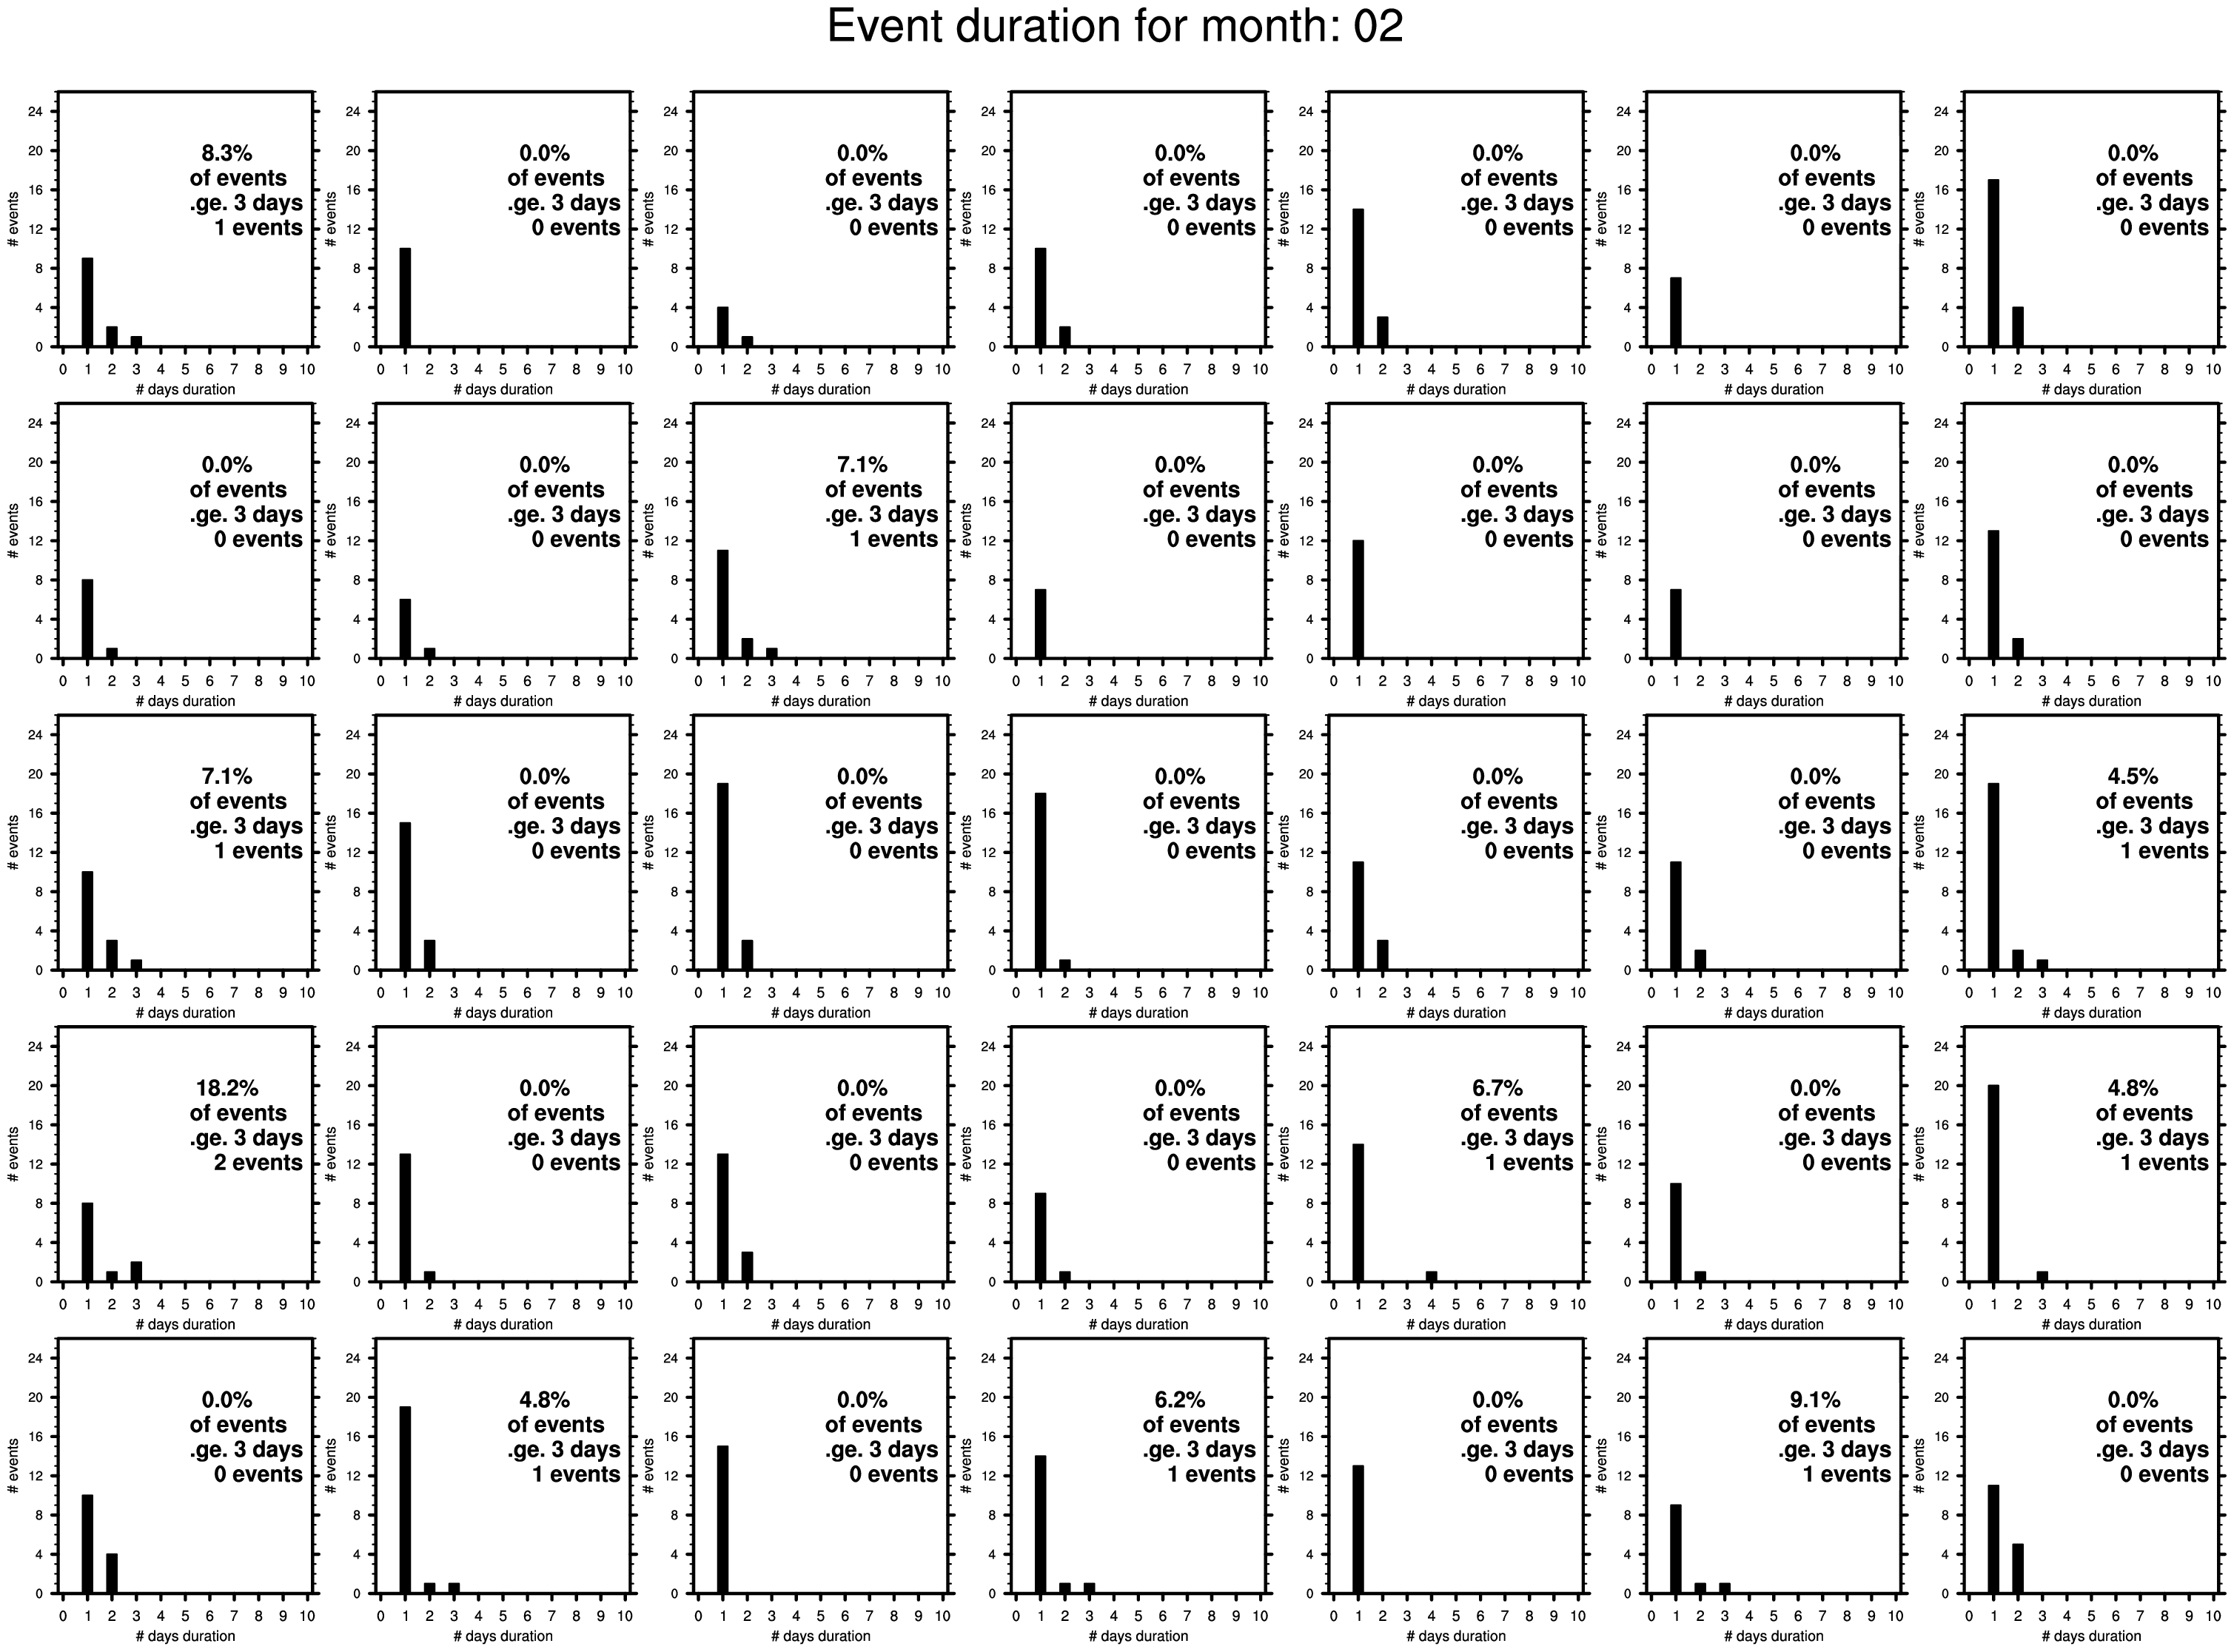 Event duration for month: 02
24 24 24 24 24 24 24
20 8.3% 20 0.0% 20 0.0% 20 0.0% 20 0.0% 20 0.0% 20 0.0%
of events of events of events of events of events of events of events
16 .ge. 3 days 16 .ge. 3 days 16 .ge. 3 days 16 .ge. 3 days 16 .ge. 3 days 16 .ge. 3 days 16 .ge. 3 days
# events # events # events # events # events # events # events
12 1 events 12 0 events 12 0 events 12 0 events 12 0 events 12 0 events 12 0 events
8 8 8 8 8 8 8
4 4 4 4 4 4 4
0 0 0 0 0 0 0
0 1 2 3 4 5 6 7 8 9 10 0 1 2 3 4 5 6 7 8 9 10 0 1 2 3 4 5 6 7 8 9 10 0 1 2 3 4 5 6 7 8 9 10 0 1 2 3 4 5 6 7 8 9 10 0 1 2 3 4 5 6 7 8 9 10 0 1 2 3 4 5 6 7 8 9 10
# days duration # days duration # days duration # days duration # days duration # days duration # days duration
24 24 24 24 24 24 24
20 0.0% 20 0.0% 20 7.1% 20 0.0% 20 0.0% 20 0.0% 20 0.0%
of events of events of events of events of events of events of events
16 .ge. 3 days 16 .ge. 3 days 16 .ge. 3 days 16 .ge. 3 days 16 .ge. 3 days 16 .ge. 3 days 16 .ge. 3 days
# events # events # events # events # events # events # events
12 0 events 12 0 events 12 1 events 12 0 events 12 0 events 12 0 events 12 0 events
8 8 8 8 8 8 8
4 4 4 4 4 4 4
0 0 0 0 0 0 0
0 1 2 3 4 5 6 7 8 9 10 0 1 2 3 4 5 6 7 8 9 10 0 1 2 3 4 5 6 7 8 9 10 0 1 2 3 4 5 6 7 8 9 10 0 1 2 3 4 5 6 7 8 9 10 0 1 2 3 4 5 6 7 8 9 10 0 1 2 3 4 5 6 7 8 9 10
# days duration # days duration # days duration # days duration # days duration # days duration # days duration
24 24 24 24 24 24 24
20 7.1% 20 0.0% 20 0.0% 20 0.0% 20 0.0% 20 0.0% 20 4.5%
of events of events of events of events of events of events of events
16 .ge. 3 days 16 .ge. 3 days 16 .ge. 3 days 16 .ge. 3 days 16 .ge. 3 days 16 .ge. 3 days 16 .ge. 3 days
# events # events # events # events # events # events # events
12 1 events 12 0 events 12 0 events 12 0 events 12 0 events 12 0 events 12 1 events
8 8 8 8 8 8 8
4 4 4 4 4 4 4
0 0 0 0 0 0 0
0 1 2 3 4 5 6 7 8 9 10 0 1 2 3 4 5 6 7 8 9 10 0 1 2 3 4 5 6 7 8 9 10 0 1 2 3 4 5 6 7 8 9 10 0 1 2 3 4 5 6 7 8 9 10 0 1 2 3 4 5 6 7 8 9 10 0 1 2 3 4 5 6 7 8 9 10
# days duration # days duration # days duration # days duration # days duration # days duration # days duration
24 24 24 24 24 24 24
20 18.2% 20 0.0% 20 0.0% 20 0.0% 20 6.7% 20 0.0% 20 4.8%
of events of events of events of events of events of events of events
16 .ge. 3 days 16 .ge. 3 days 16 .ge. 3 days 16 .ge. 3 days 16 .ge. 3 days 16 .ge. 3 days 16 .ge. 3 days
# events # events # events # events # events # events # events
12 2 events 12 0 events 12 0 events 12 0 events 12 1 events 12 0 events 12 1 events
8 8 8 8 8 8 8
4 4 4 4 4 4 4
0 0 0 0 0 0 0
0 1 2 3 4 5 6 7 8 9 10 0 1 2 3 4 5 6 7 8 9 10 0 1 2 3 4 5 6 7 8 9 10 0 1 2 3 4 5 6 7 8 9 10 0 1 2 3 4 5 6 7 8 9 10 0 1 2 3 4 5 6 7 8 9 10 0 1 2 3 4 5 6 7 8 9 10
# days duration # days duration # days duration # days duration # days duration # days duration # days duration
24 24 24 24 24 24 24
20 0.0% 20 4.8% 20 0.0% 20 6.2% 20 0.0% 20 9.1% 20 0.0%
of events of events of events of events of events of events of events
16 .ge. 3 days 16 .ge. 3 days 16 .ge. 3 days 16 .ge. 3 days 16 .ge. 3 days 16 .ge. 3 days 16 .ge. 3 days
# events # events # events # events # events # events # events
12 0 events 12 1 events 12 0 events 12 1 events 12 0 events 12 1 events 12 0 events
8 8 8 8 8 8 8
4 4 4 4 4 4 4
0 0 0 0 0 0 0
0 1 2 3 4 5 6 7 8 9 10 0 1 2 3 4 5 6 7 8 9 10 0 1 2 3 4 5 6 7 8 9 10 0 1 2 3 4 5 6 7 8 9 10 0 1 2 3 4 5 6 7 8 9 10 0 1 2 3 4 5 6 7 8 9 10 0 1 2 3 4 5 6 7 8 9 10
# days duration # days duration # days duration # days duration # days duration # days duration # days duration